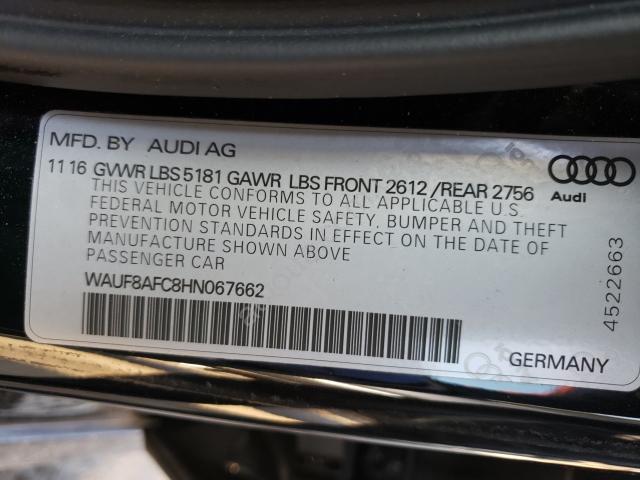 MFD. BY AUDI AG
11 16 GVWR LBS 5181 GAWR LBS FRONT 2612 /REAR 2756
THIS VEHICLE CONFORMS TO ALL APPLICABLE U.S.
FEDERAL MOTOR VEHICLE SAFETY, BUMPER AND THEFT
PREVENTION STANDARDS IN EFFECT ON THE DATE OF
MANUFACTURE SHOWN ABOVE
PASSENGER CAR
WAUF8AFC8HN067662
Audi
4522663
GERMANY